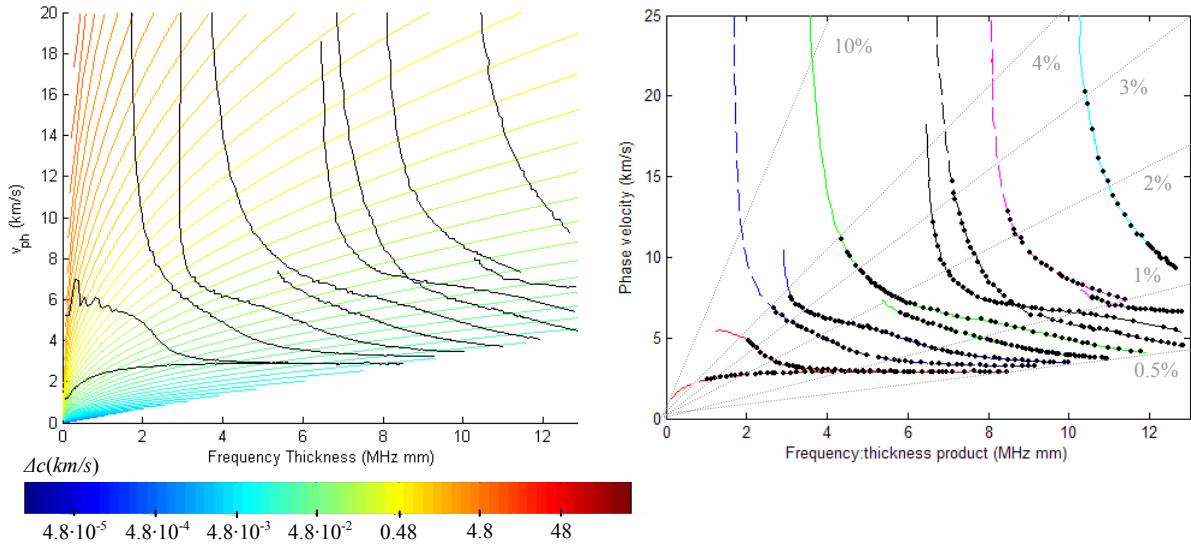 20
18
16
14
12
10
8
6
4
2
0
v_ph (km/s)
0 2 4 6 8 10 12
Frequency Thickness (MHz mm)
Δc(km/s)
4.8·10⁻⁵ 4.8·10⁻⁴ 4.8·10⁻³ 4.8·10⁻² 0.48 4.8 48
25
20
15
10
5
0
Phase velocity (km/s)
10%
4%
3%
2%
1%
0.5%
0 2 4 6 8 10 12
Frequency:thickness product (MHz mm)